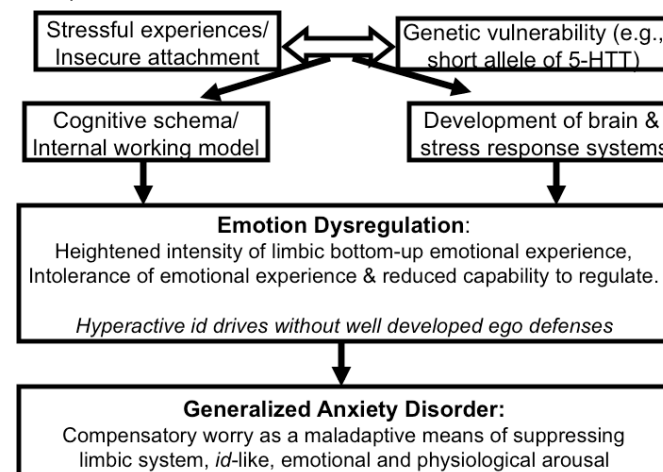 Stressful experiences/
Insecure attachment
Genetic vulnerability (e.g.,
short allele of 5-HTT)
Cognitive schema/
Internal working model
Development of brain &
stress response systems
Emotion Dysregulation:
Heightened intensity of limbic bottom-up emotional experience,
Intolerance of emotional experience & reduced capability to regulate.
Hyperactive id drives without well developed ego defenses
Generalized Anxiety Disorder:
Compensatory worry as a maladaptive means of suppressing
limbic system, id-like, emotional and physiological arousal